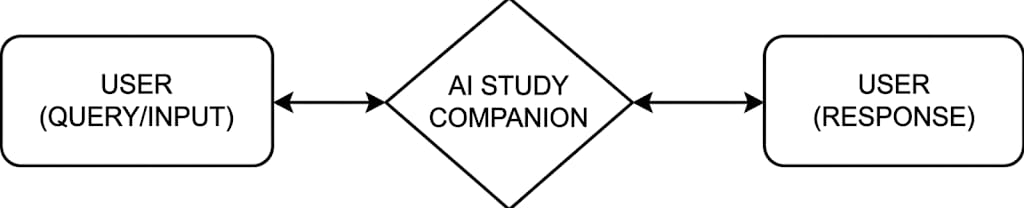 USER
(QUERY/INPUT)
AI STUDY
COMPANION
USER
(RESPONSE)